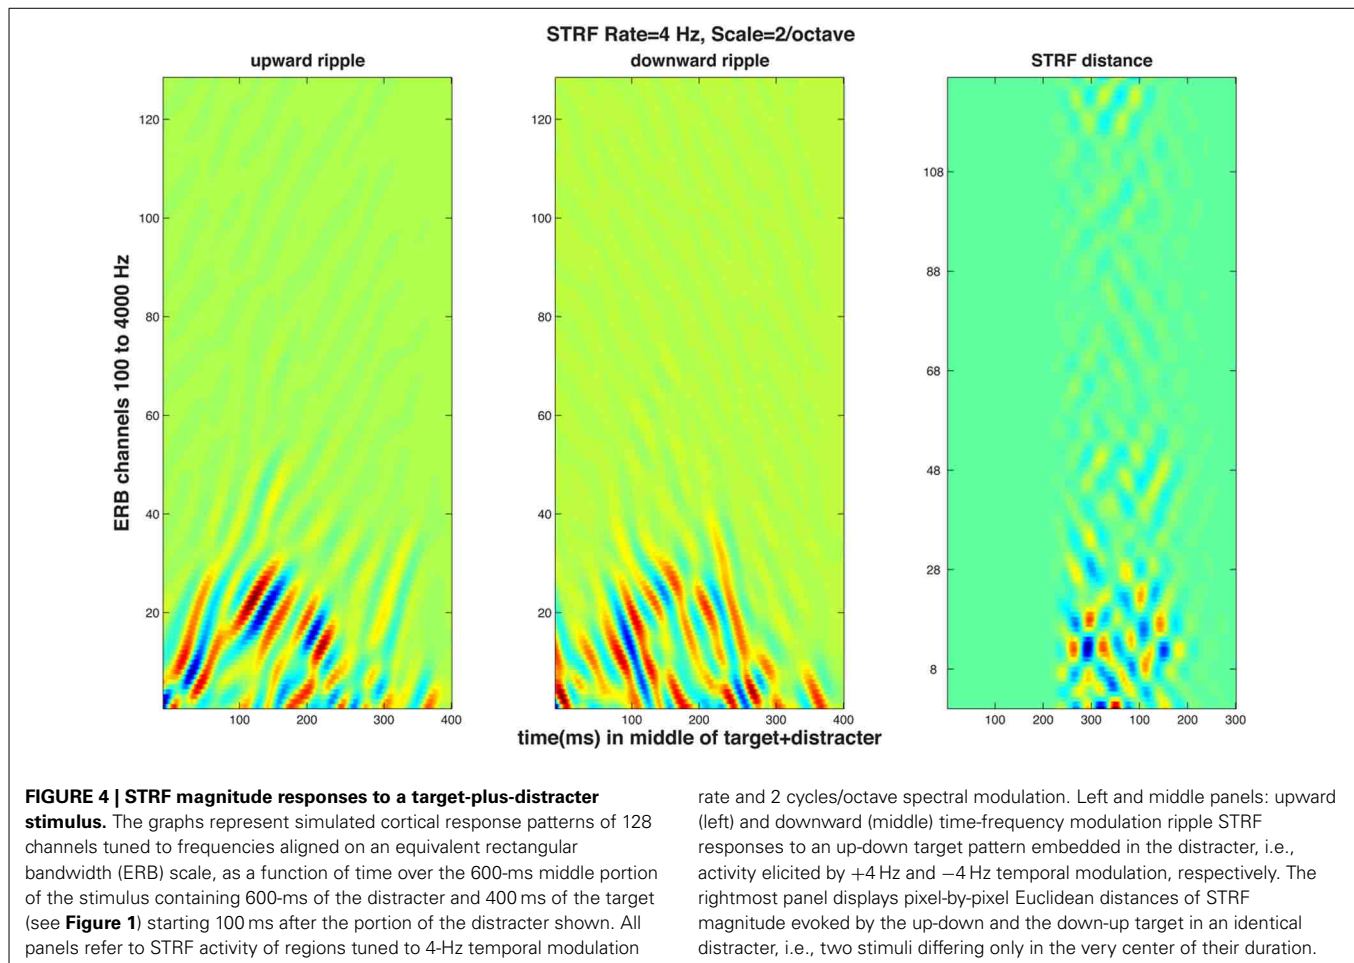 STRF Rate=4 Hz, Scale=2/octave
upward ripple
downward ripple
STRF distance
ERB channels 100 to 4000 Hz
120
100
80
60
40
20
100
200
300
400
120
100
80
60
40
20
100
200
300
400
108
88
68
48
28
8
100
200
300
100
200
300
time(ms) in middle of target+distracter
FIGURE 4 | STRF magnitude responses to a target-plus-distracter
stimulus. The graphs represent simulated cortical response patterns of 128
channels tuned to frequencies aligned on an equivalent rectangular
bandwidth (ERB) scale, as a function of time over the 600-ms middle portion
of the stimulus containing 600-ms of the distracter and 400 ms of the target
(see Figure 1) starting 100 ms after the portion of the distracter shown. All
panels refer to STRF activity of regions tuned to 4-Hz temporal modulation
rate and 2 cycles/octave spectral modulation. Left and middle panels: upward
(left) and downward (middle) time-frequency modulation ripple STRF
responses to an up-down target pattern embedded in the distracter, i.e.,
activity elicited by +4 Hz and −4 Hz temporal modulation, respectively. The
rightmost panel displays pixel-by-pixel Euclidean distances of STRF
magnitude evoked by the up-down and the down-up target in an identical
distracter, i.e., two stimuli differing only in the very center of their duration.